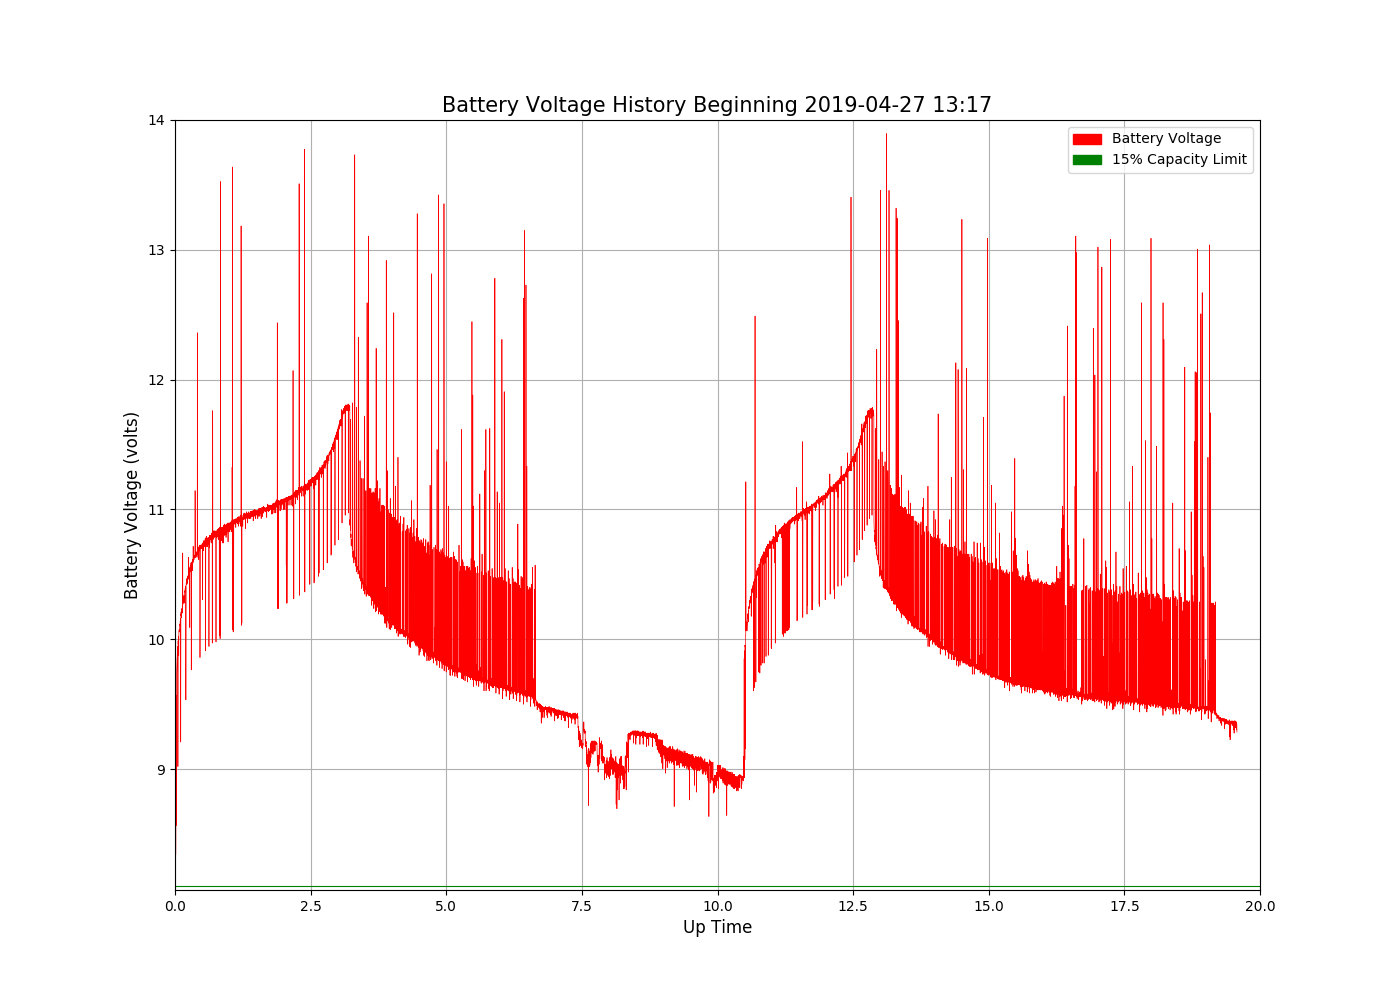 Battery Voltage History Beginning 2019-04-27 13:17
Battery Voltage
15% Capacity Limit
Battery Voltage (volts)
14
13
12
11
10
9
0.0 2.5 5.0 7.5 10.0 12.5 15.0 17.5 20.0
Up Time